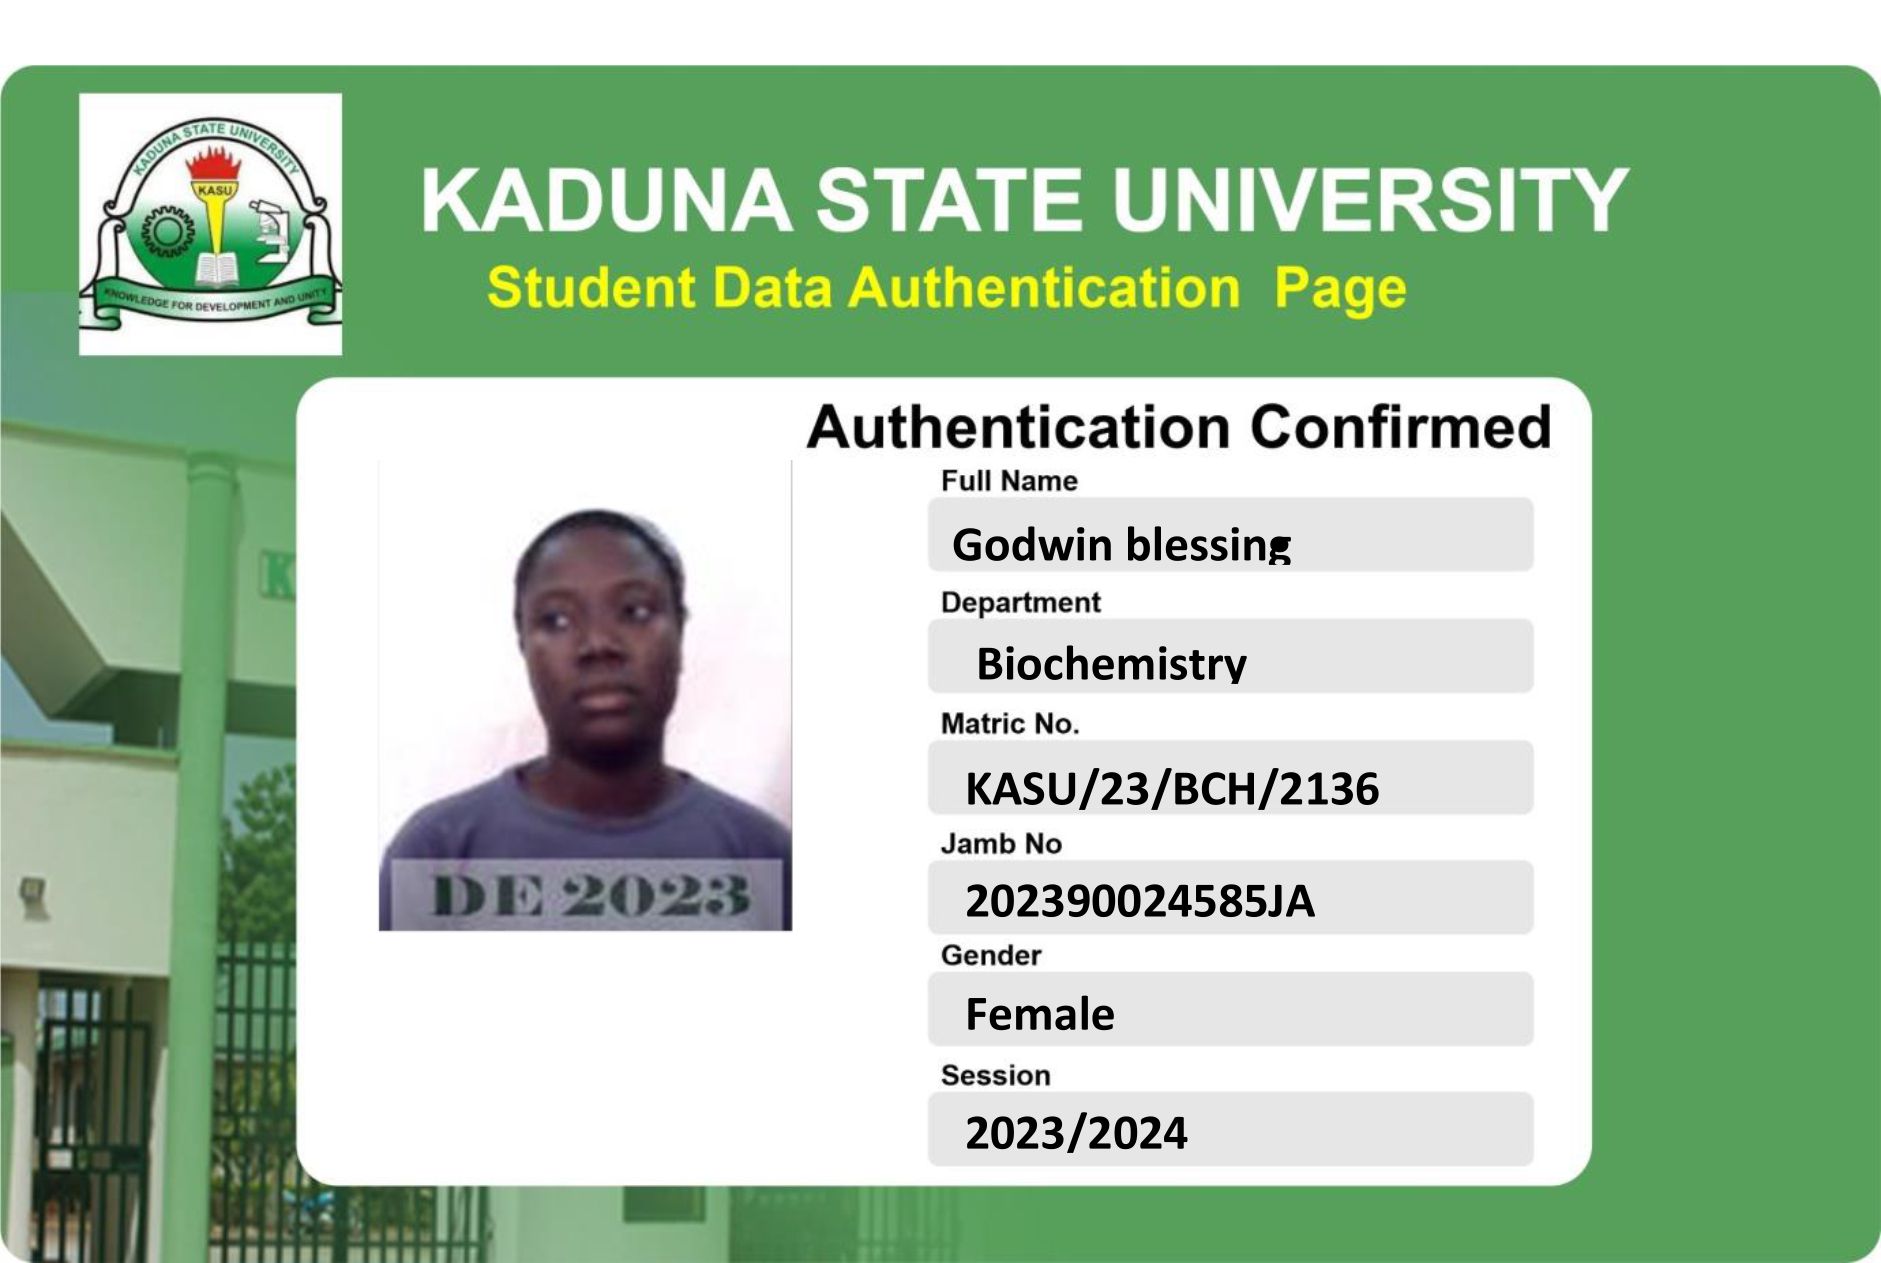 KADUNA STATE UNIVERSITY
KASU
KNOWLEDGE FOR DEVELOPMENT AND UNITY
KADUNA STATE UNIVERSITY
Student Data Authentication Page
Authentication Confirmed
Full Name
Godwin blessing
Department
Biochemistry
Matric No.
KASU/23/BCH/2136
Jamb No
202390024585JA
Gender
Female
Session
2023/2024
DE 2023
K